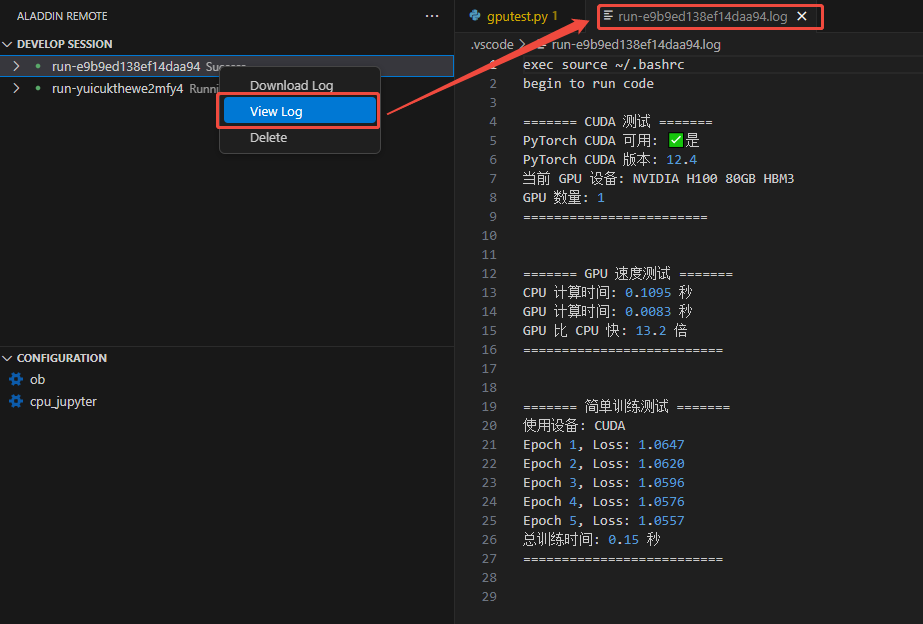 ALADDIN REMOTE
DEVELOP SESSION
run-e9b9ed138ef14daa94
run-yuicukthewe2mfy4
Download Log
View Log
Delete
CONFIGURATION
ob
cpu_jupyter
gputest.py 1
run-e9b9ed138ef14daa94.log
.vscode > run-e9b9ed138ef14daa94.log
1 exec source ~/.bashrc
2 begin to run code
3
4 ======= CUDA 测试 =======
5 PyTorch CUDA 可用: ✅是
6 PyTorch CUDA 版本: 12.4
7 当前 GPU 设备: NVIDIA H100 80GB HBM3
8 GPU 数量: 1
9 ========================
10
11
12 ======= GPU 速度测试 =======
13 CPU 计算时间: 0.1095 秒
14 GPU 计算时间: 0.0083 秒
15 GPU 比 CPU 快: 13.2 倍
16 ==========================
17
18
19 ======= 简单训练测试 =======
20 使用设备: CUDA
21 Epoch 1, Loss: 1.0647
22 Epoch 2, Loss: 1.0620
23 Epoch 3, Loss: 1.0596
24 Epoch 4, Loss: 1.0576
25 Epoch 5, Loss: 1.0557
26 总训练时间: 0.15 秒
27 ==========================
28
29